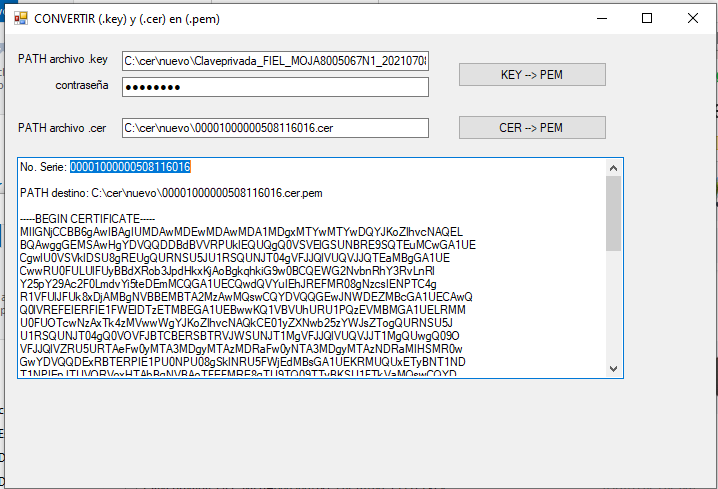 CONVERTIR (.key) y (.cer) en (.pem)
PATH archivo .key C:\cer\nuevo\Claveprivada_FIEL_MOJA8005067N1_2021070 KEY --> PEM
contraseña ●●●●●●●●
PATH archivo .cer C:\cer\nuevo\00001000000508116016.cer CER --> PEM
No. Serie: 00001000000508116016
PATH destino: C:\cer\nuevo\00001000000508116016.cer.pem
-----BEGIN CERTIFICATE-----
MIIGNjCCBB6gAwIBAgIUMDAwMDEwMDAwMDA1MDgxMTYwMTYwDQYJKoZIhvcNAQEL
BQAwggGEMSAwHgYDVQQDDBdBVVRPUklEQUQgQ0VSVElGSUNBRE9SQTEuMCwGA1UE
CgwlU0VSVklDSU8gREUgQURNSU5JU1RSQUNJT04gVFJJQlVUQVJJQTEaMBgGA1UE
CwwRU0FULUlFUyBBdXRob3JpdHkxKjAoBgkqhkiG9w0BCQEWG2NvbnRhY3RvLnRl
Y25pY29Ac2F0LmdvYi5teDEmMCQGA1UECQwdQVYuIEhJREFMR08gNzcsIENPTC4g
R1VFUlJFUk8xDjAMBgNVBBEMBTA2MzAwMQswCQYDVQQGEwJNWDEZMBcGA1UECAwQ
Q0lVREFEIERFIE1FWElDTzETMBEGA1UEBwwKQ1VBVUhURU1PQzEVMBMGA1UELRMM
U0FUOTcwNzAxTk4zMVwwWgYJKoZIhvcNAQkCE01yZXNwb25zYWJsZTogQURNSU5J
U1RSQUNJT04gQ0VOVFJBTCBERSBTRVJWSUNJT1MgVFJJQlVUQVJJT1MgQUwgQ09O
VFJJQlVZRU5URTAeFw0yMTA3MDgyMTAzMDRaFw0yNTA3MDgyMTAzNDRaMIHSMR0w